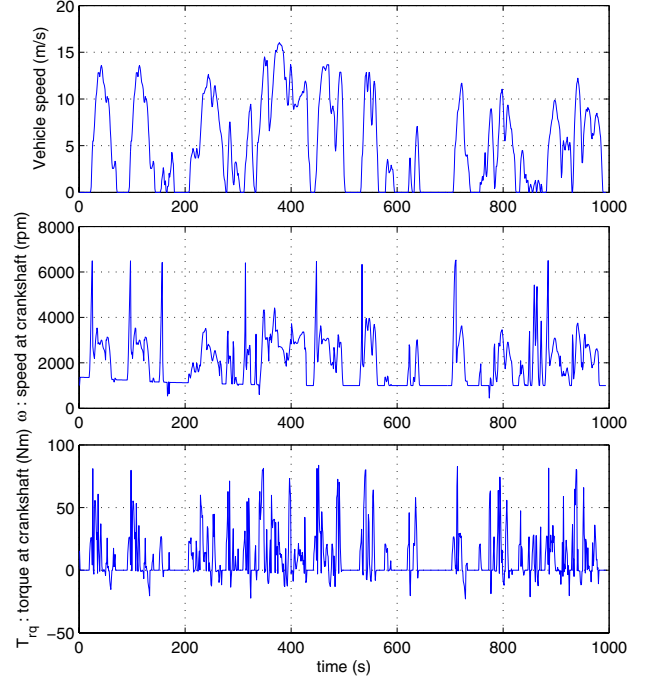 Vehicle speed (m/s)
20
15
10
5
0
0 200 400 600 800 1000
ω : speed at crankshaft (rpm)
8000
6000
4000
2000
0
0 200 400 600 800 1000
T_rq : torque at crankshaft (Nm)
100
50
0
−50
0 200 400 600 800 1000
time (s)